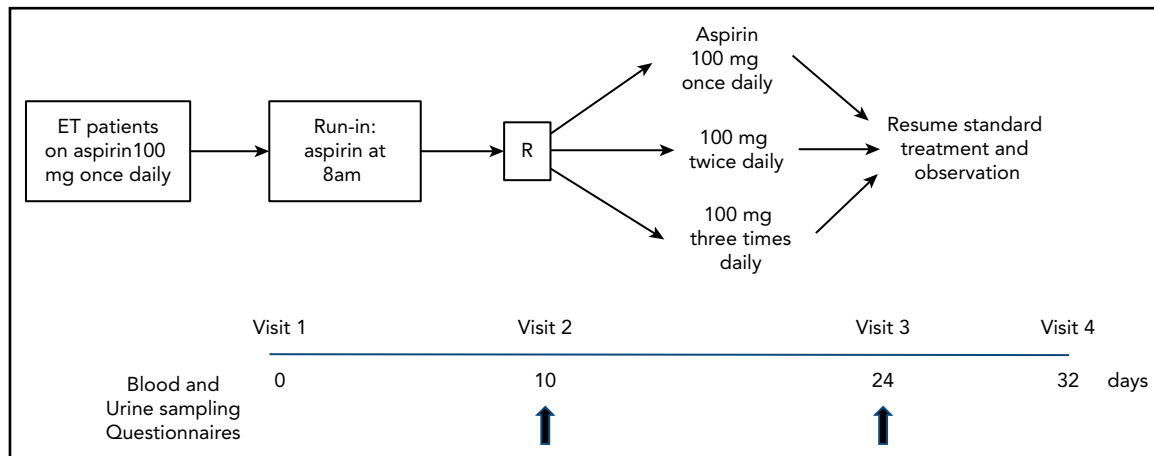 ET patients
on aspirin100
mg once daily
Run-in:
aspirin at
8am
R
Aspirin
100 mg
once daily
100 mg
twice daily
100 mg
three times
daily
Resume standard
treatment and
observation
Visit 1
Visit 2
Visit 3
Visit 4
0
10
24
32
days
Blood and
Urine sampling
Questionnaires